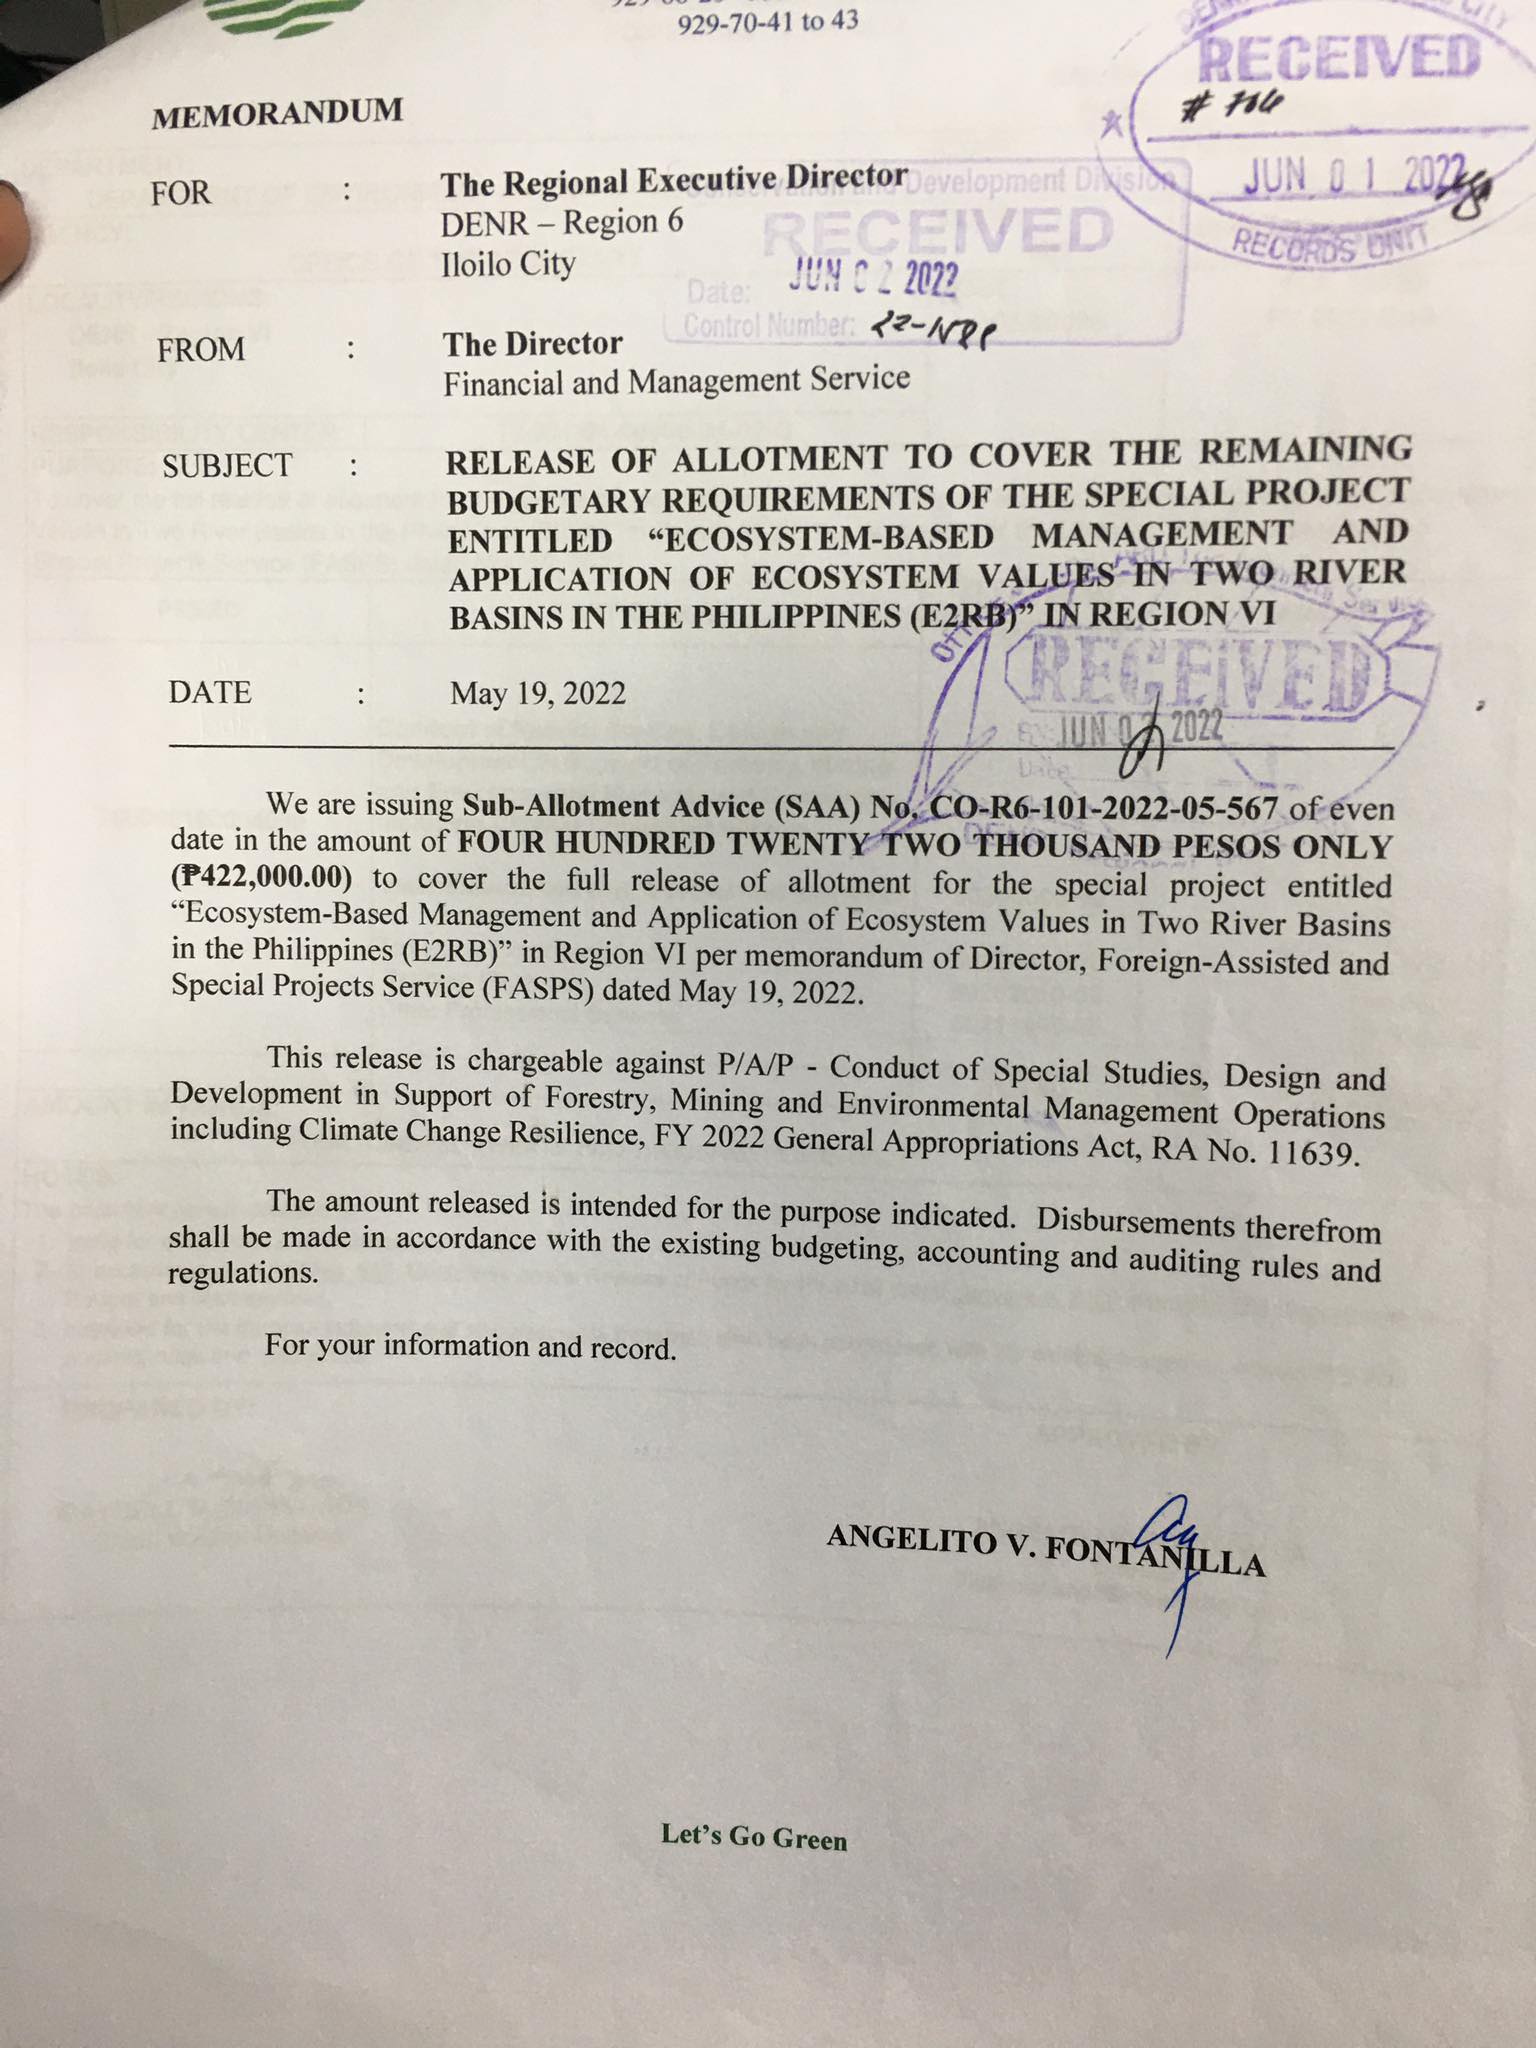 929-70-41 to 43
RECEIVED
# 706
JUN 01 2022
RECORDS UNIT
MEMORANDUM
FOR : The Regional Executive Director
DENR – Region 6
Iloilo City
Conservation and Development Division
RECEIVED
Date: JUN 02 2022
Control Number:
FROM : The Director
Financial and Management Service
SUBJECT : RELEASE OF ALLOTMENT TO COVER THE REMAINING
BUDGETARY REQUIREMENTS OF THE SPECIAL PROJECT
ENTITLED “ECOSYSTEM-BASED MANAGEMENT AND
APPLICATION OF ECOSYSTEM VALUES IN TWO RIVER
BASINS IN THE PHILIPPINES (E2RB)” IN REGION VI
RECEIVED
DATE : May 19, 2022
JUN 2022
We are issuing Sub-Allotment Advice (SAA) No. CO-R6-101-2022-05-567 of even
date in the amount of FOUR HUNDRED TWENTY TWO THOUSAND PESOS ONLY
(₱422,000.00) to cover the full release of allotment for the special project entitled
“Ecosystem-Based Management and Application of Ecosystem Values in Two River Basins
in the Philippines (E2RB)” in Region VI per memorandum of Director, Foreign-Assisted and
Special Projects Service (FASPS) dated May 19, 2022.
This release is chargeable against P/A/P - Conduct of Special Studies, Design and
Development in Support of Forestry, Mining and Environmental Management Operations
including Climate Change Resilience, FY 2022 General Appropriations Act, RA No. 11639.
The amount released is intended for the purpose indicated. Disbursements therefrom
shall be made in accordance with the existing budgeting, accounting and auditing rules and
regulations.
For your information and record.
ANGELITO V. FONTANILLA
Let’s Go Green